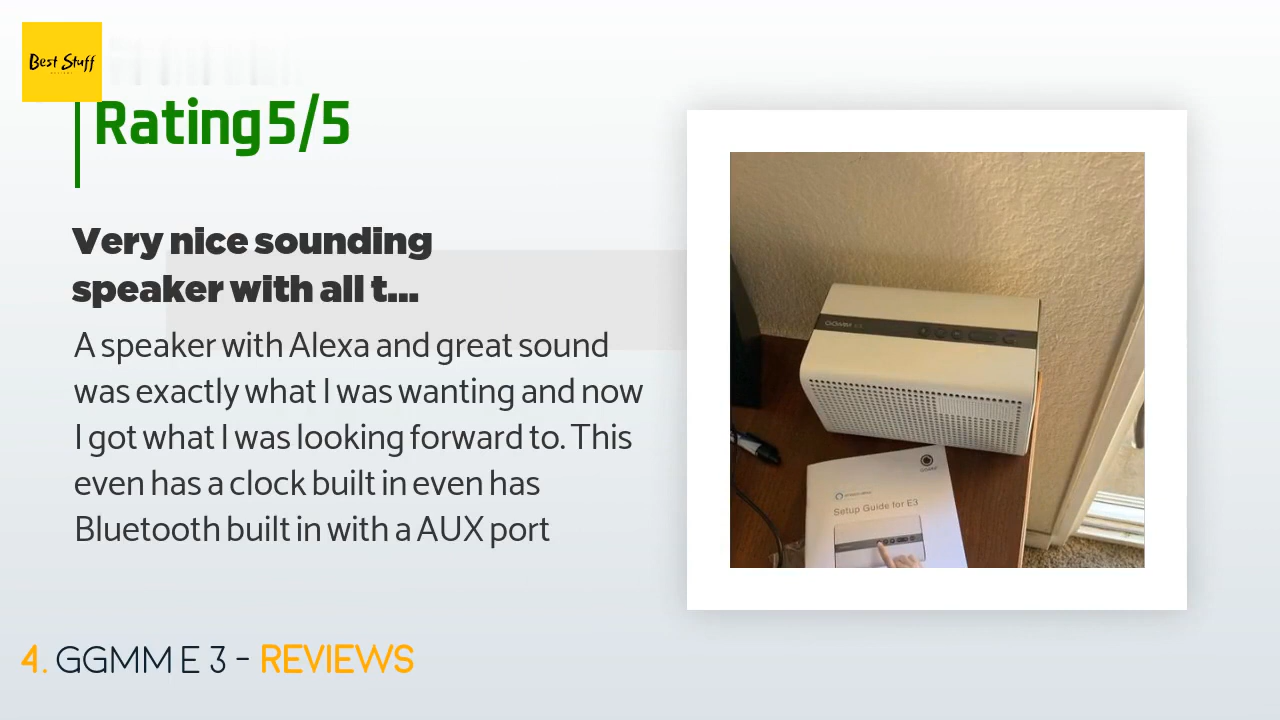 Best Stuff
Rating 5/5
Very nice sounding
speaker with all t...
A speaker with Alexa and great sound
was exactly what I was wanting and now
I got what I was looking forward to. This
even has a clock built in even has
Bluetooth built in with a AUX port
GGMM E3
Setup Guide for E3
4. GGMM E 3 - REVIEWS